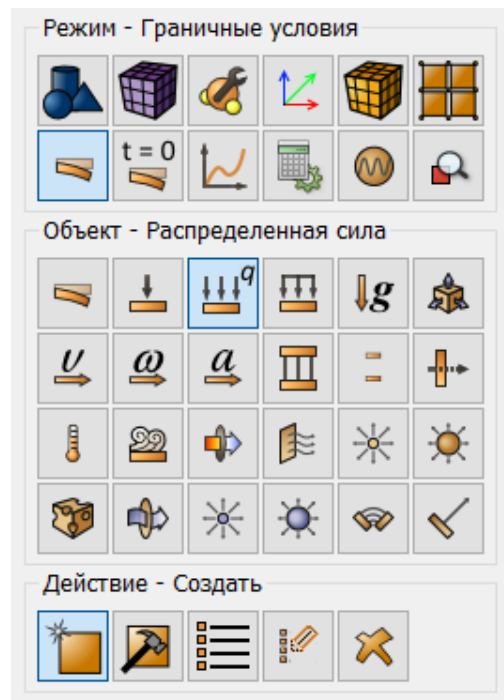 Режим - Граничные условия
t = 0
Объект - Распределенная сила
q
g
υ ω a
Действие - Создать